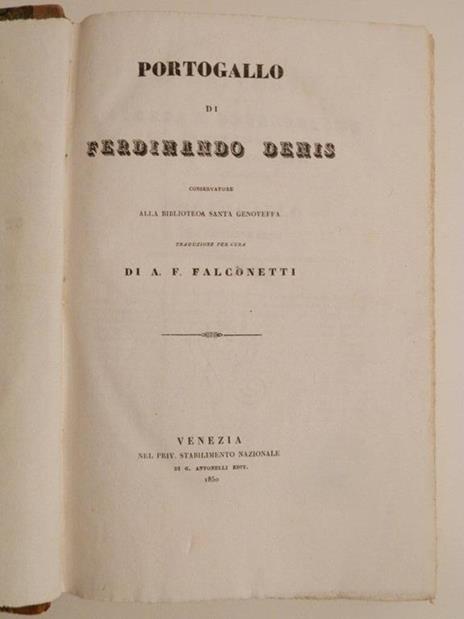 PORTOGALLO
DI
FERDINANDO DENIS
CONSERVATORE
ALLA BIBLIOTECA SANTA GENOVEFFA
TRADUZIONE PER CURA
DI A. F. FALCONETTI
VENEZIA
NEL PRIV. STABILIMENTO NAZIONALE
DI G. ANTONELLI EDIT.
1850